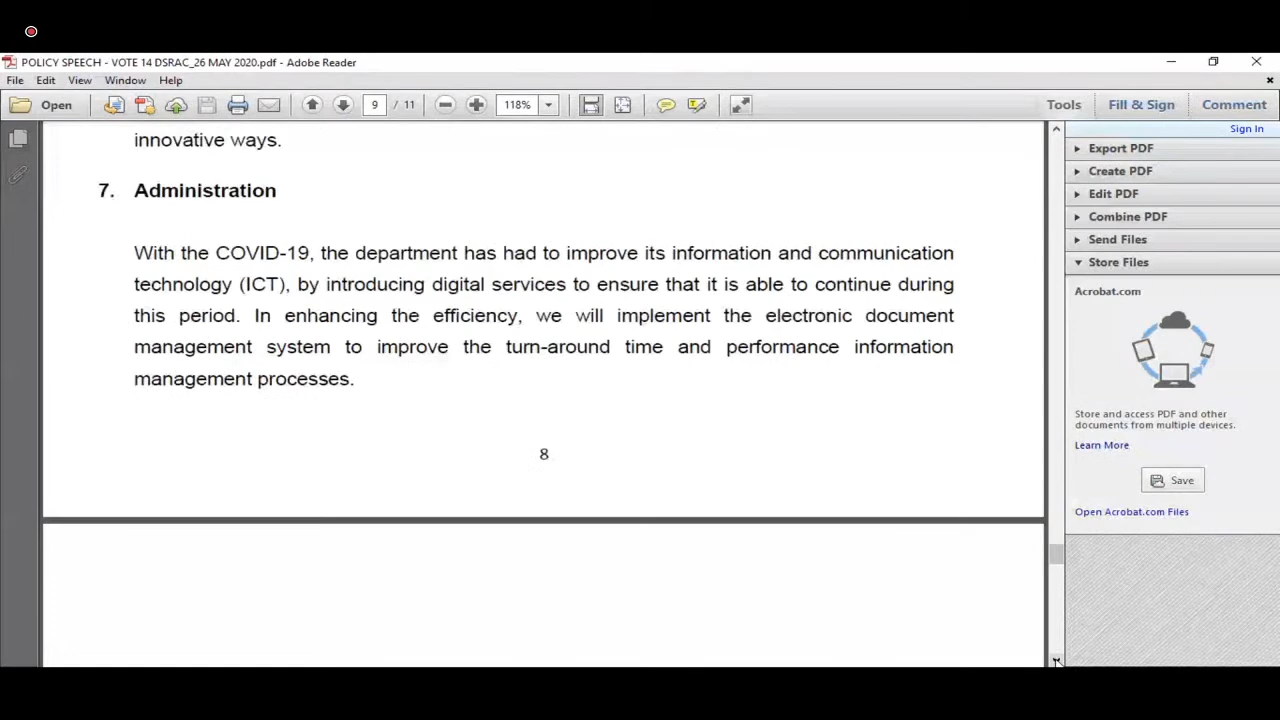 POLICY SPEECH - VOTE 14 DSRAC_26 MAY 2020.pdf - Adobe Reader
File Edit View Window Help
Open 9 / 11 118% Tools Fill & Sign Comment
Sign In
innovative ways.
7. Administration
With the COVID-19, the department has had to improve its information and communication
technology (ICT), by introducing digital services to ensure that it is able to continue during
this period. In enhancing the efficiency, we will implement the electronic document
management system to improve the turn-around time and performance information
management processes.
8
Export PDF
Create PDF
Edit PDF
Combine PDF
Send Files
Store Files
Acrobat.com
Store and access PDF and other
documents from multiple devices.
Learn More
Save
Open Acrobat.com Files